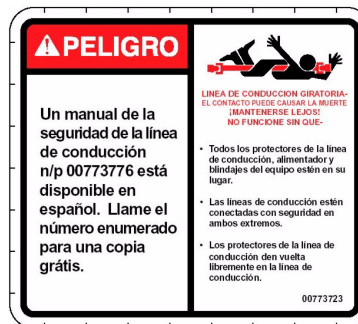 PELIGRO
Un manual de la
seguridad de la línea
de conducción
n/p 00773776 está
disponible en
español. Llame el
número enumerado
para una copia
grátis.
LINEA DE CONDUCCION GIRATORIA-
EL CONTACTO PUEDE CAUSAR LA MUERTE
¡MANTENERSE LEJOS!
NO FUNCIONE SIN QUE-
• Todos los protectores de la línea
de conducción, alimentador y
blindajes del equipo estén en su
lugar.
• Las líneas de conducción estén
conectadas con seguridad en
ambos extremos.
• Los protectores de la línea de
conducción den vuelta
libremente en la línea de
conducción.
00773723